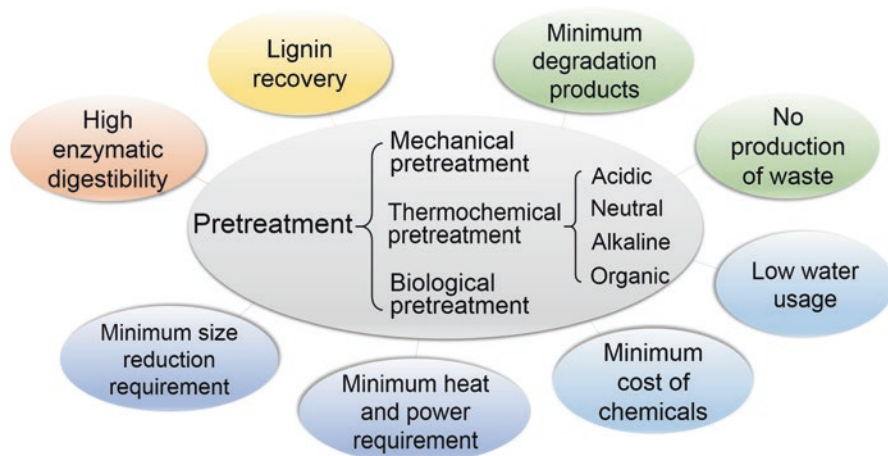 Lignin
recovery
Minimum
degradation
products
High
enzymatic
digestibility
No
production
of waste
Pretreatment
Mechanical
pretreatment
Thermochemical
pretreatment
Biological
pretreatment
Acidic
Neutral
Alkaline
Organic
Low water
usage
Minimum size
reduction
requirement
Minimum heat
and power
requirement
Minimum
cost of
chemicals